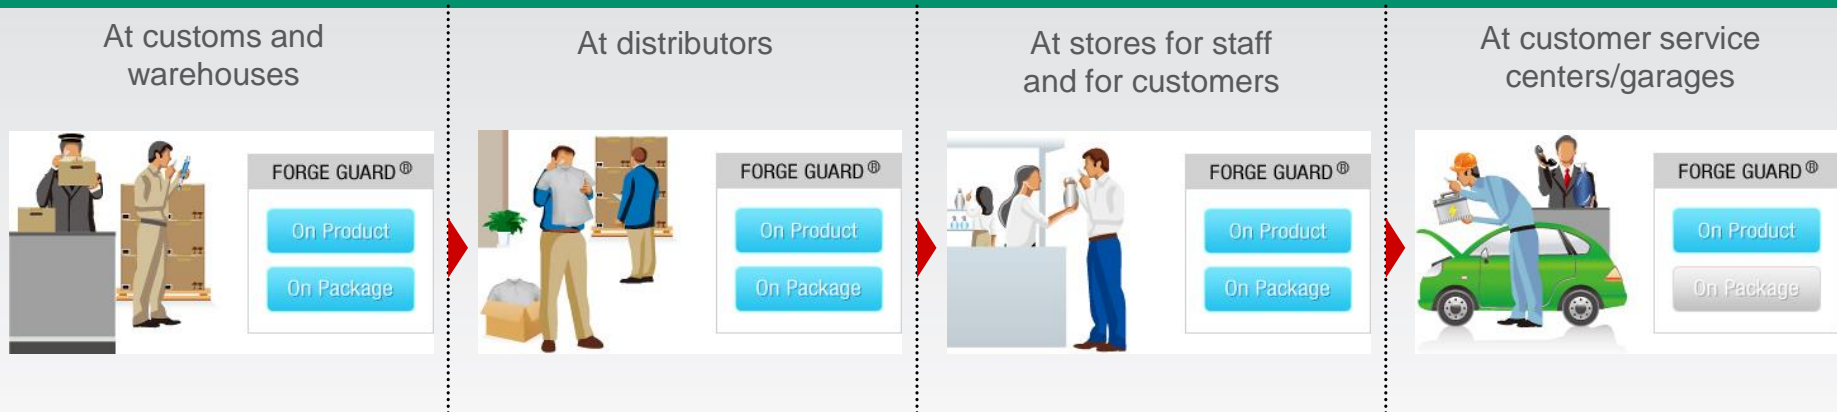 At customs and
warehouses
FORGE GUARD ®
On Product
On Package
At distributors
FORGE GUARD ®
On Product
On Package
At stores for staff
and for customers
FORGE GUARD ®
On Product
On Package
At customer service
centers/garages
FORGE GUARD ®
On Product
On Package